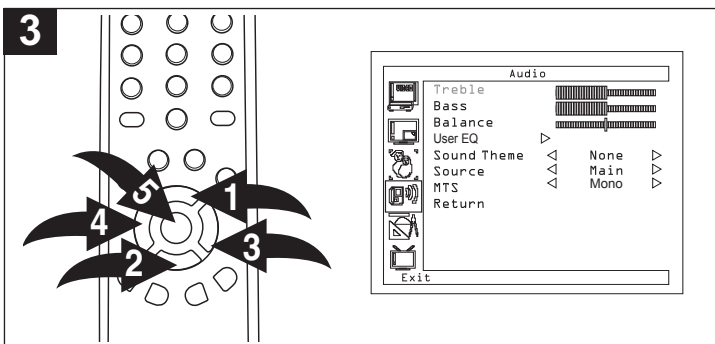 3
1
5
4
3
2
Audio
Treble
Bass
Balance
User EQ ▷
Sound Theme ◁ None ▷
Source ◁ Main ▷
MTS ◁ Mono ▷
Return
Exit